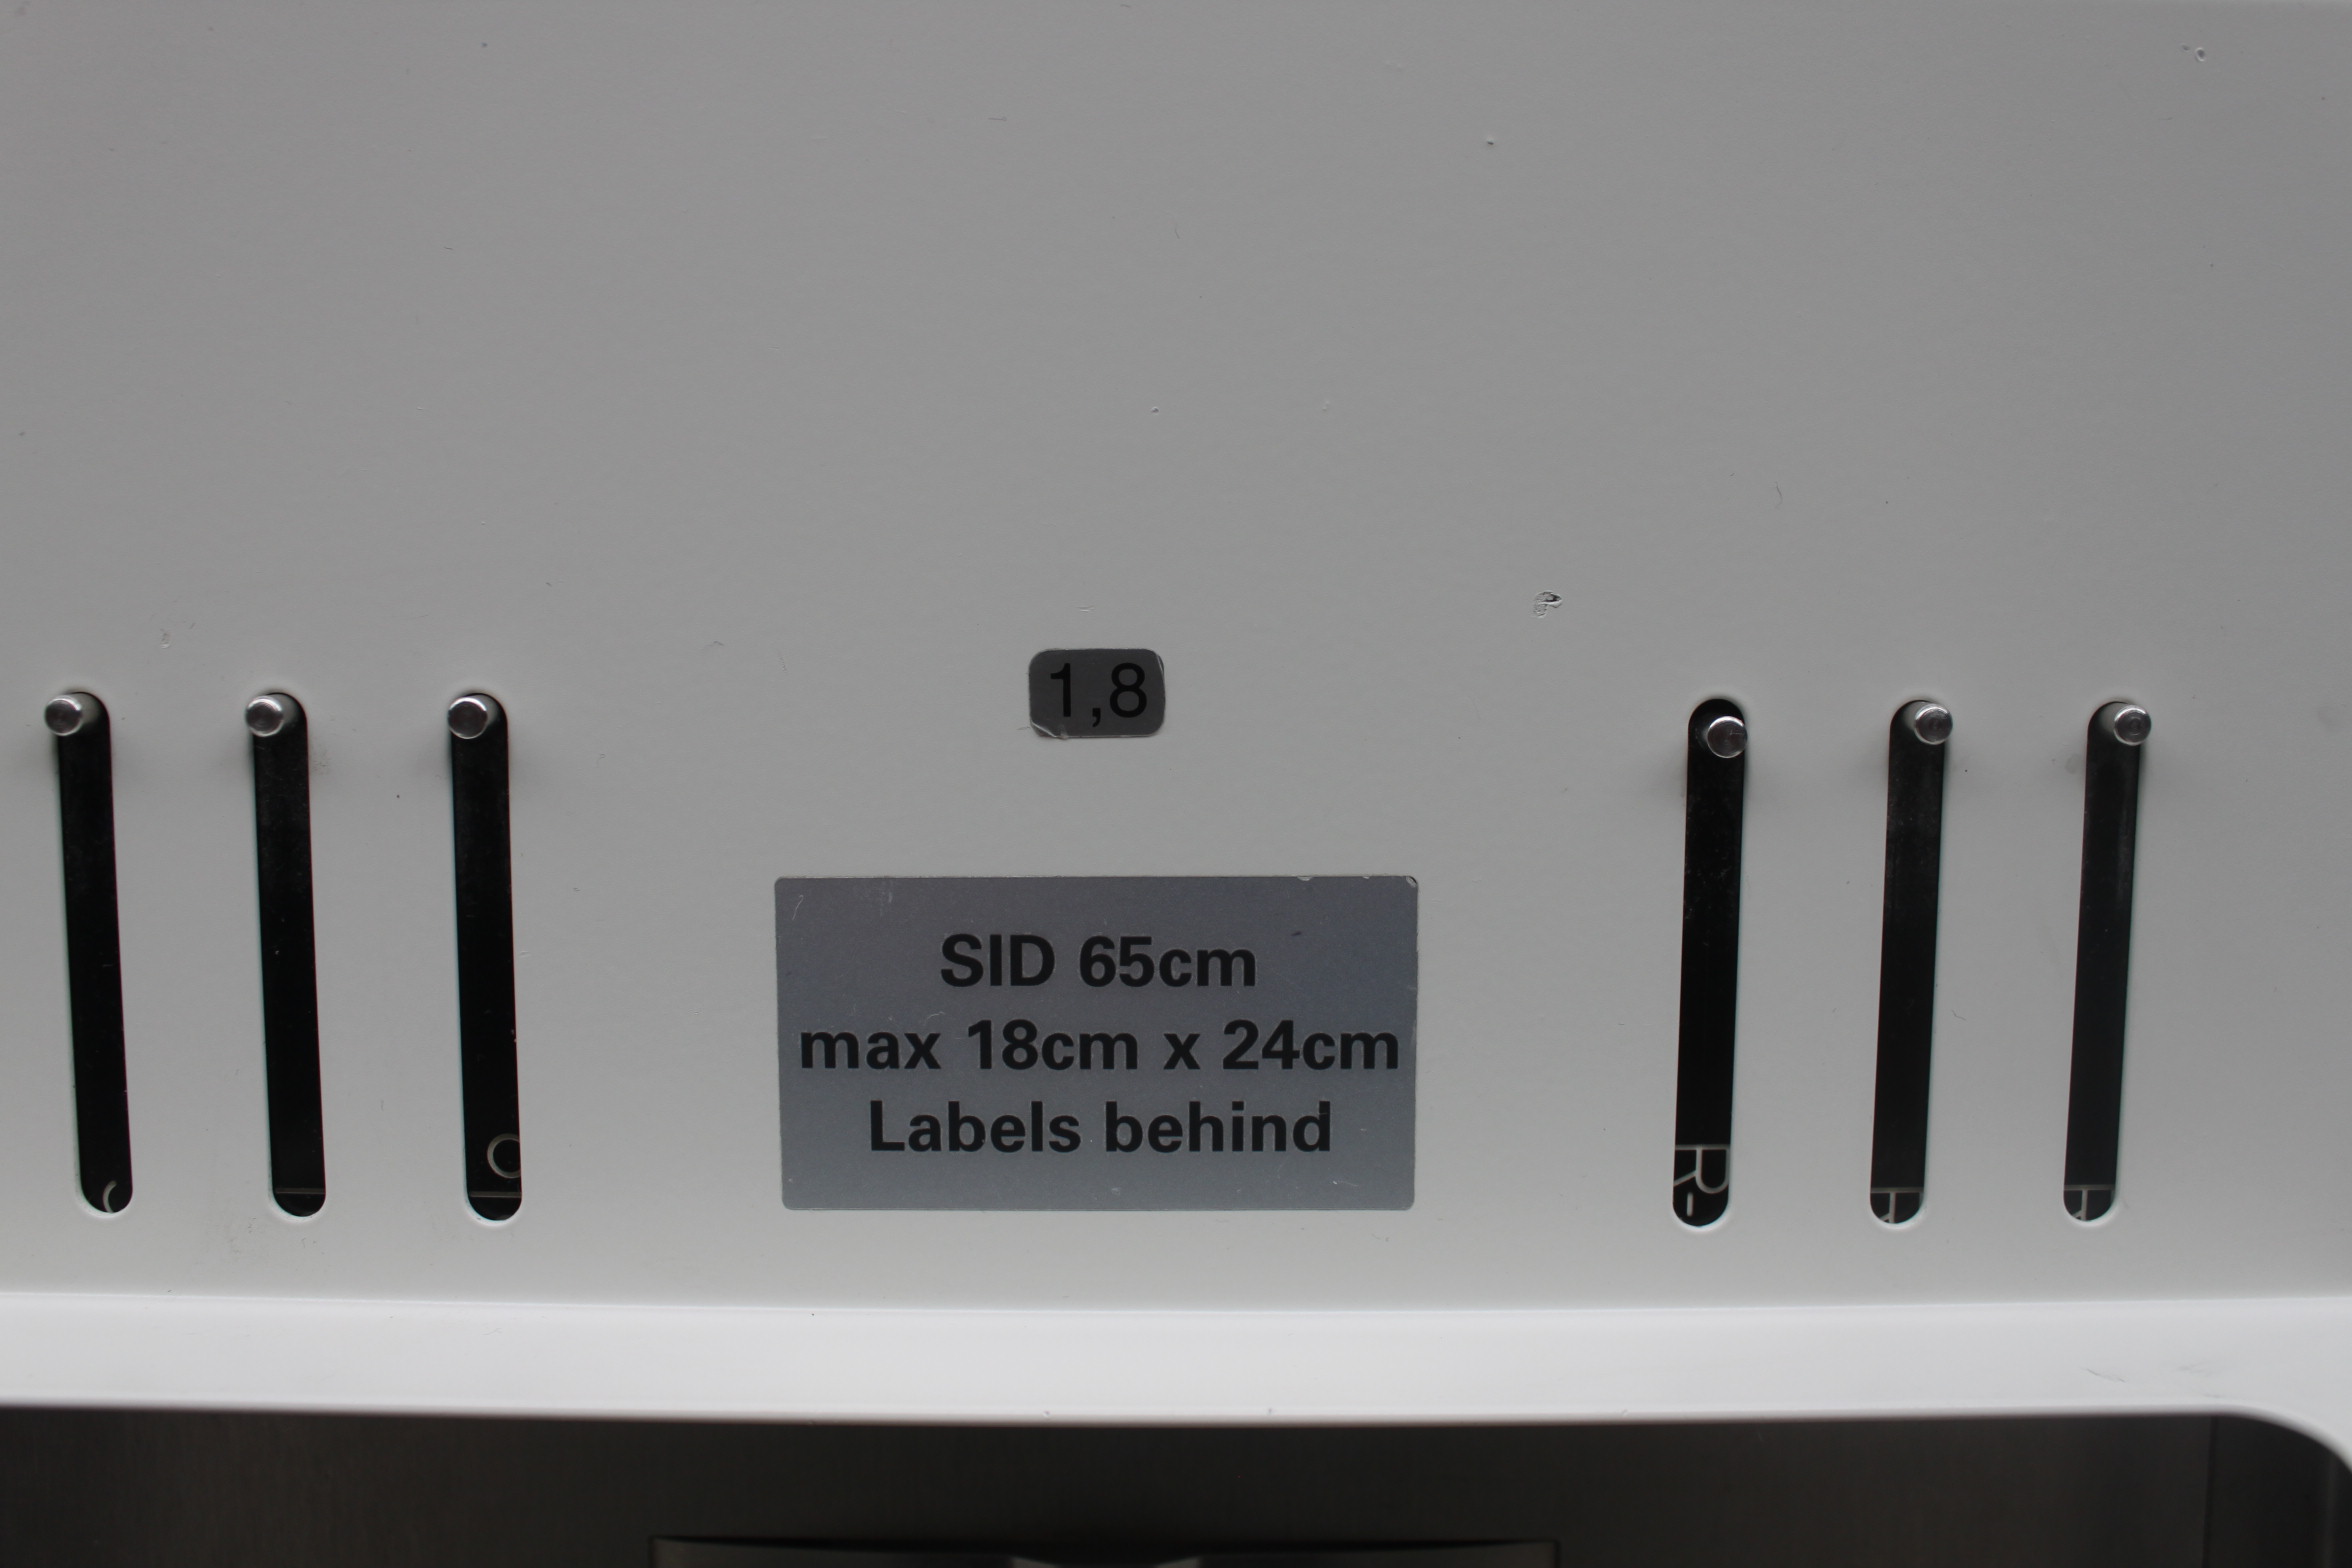 1,8
SID 65cm
max 18cm x 24cm
Labels behind